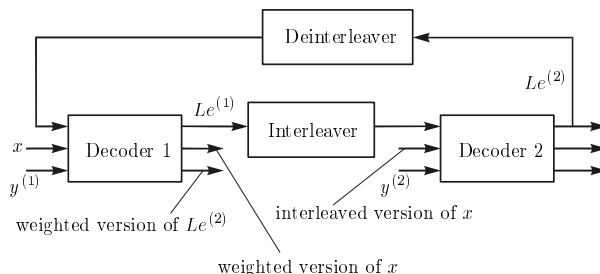 Deinterleaver
Le(2)
Le(1)
Interleaver
x
Decoder 1
Decoder 2
y(1)
y(2)
weighted version of Le(2)
interleaved version of x
weighted version of x